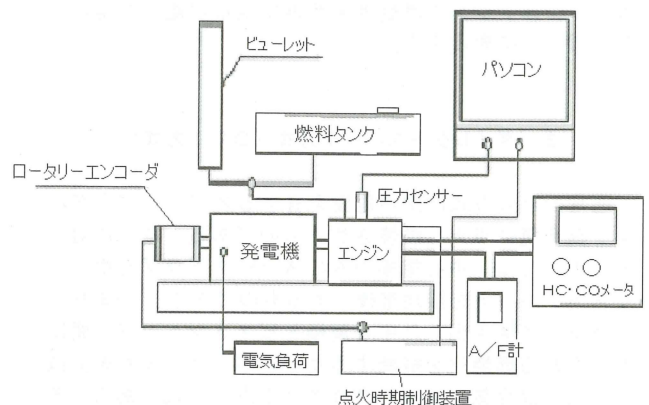 ビューレット
パソコン
燃料タンク
ロータリーエンコーダ
圧力センサー
発電機
エンジン
HC・COメータ
A/F計
電気負荷
点火時期制御装置